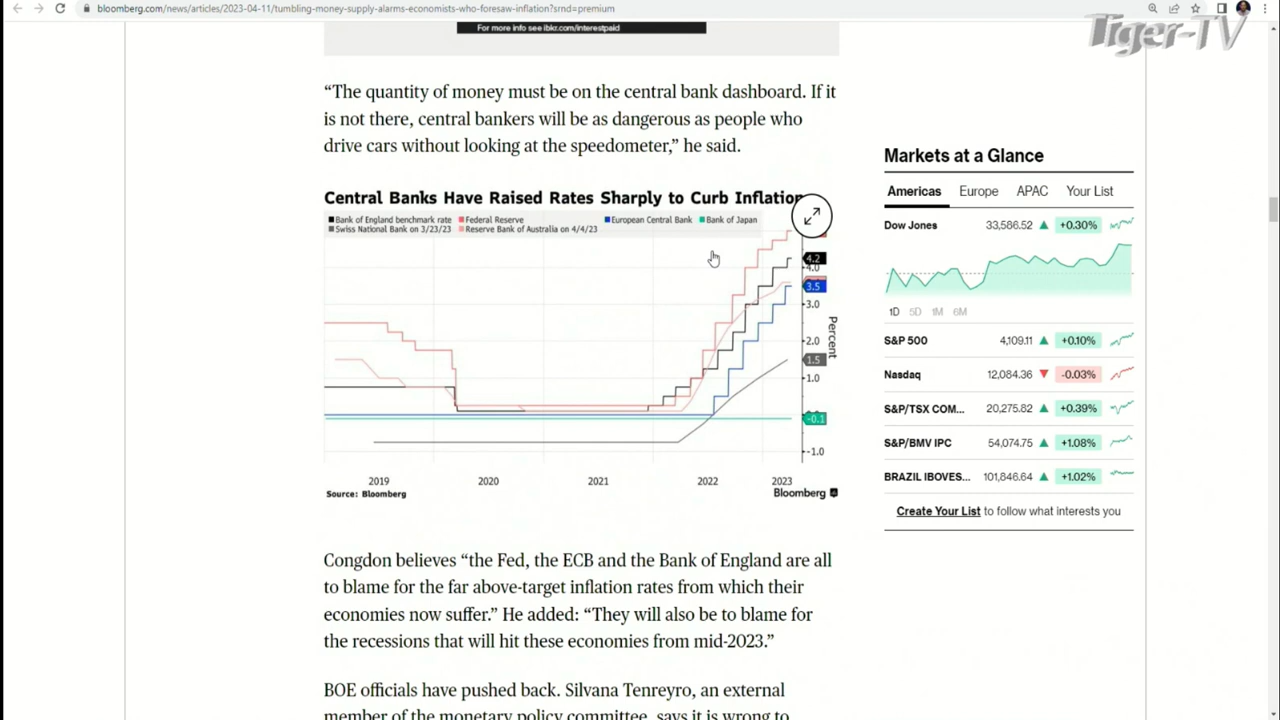 bloomberg.com/news/articles/2023-04-11/tumbling-money-supply-alarms-economists-who-foresaw-inflation?srnd=premium
Tiger-TV
For more info see ibkr.com/interestpaid
“The quantity of money must be on the central bank dashboard. If it
is not there, central bankers will be as dangerous as people who
drive cars without looking at the speedometer,” he said.
Central Banks Have Raised Rates Sharply to Curb Inflation
Bank of England benchmark rate Federal Reserve European Central Bank Bank of Japan
Swiss National Bank on 3/23/23 Reserve Bank of Australia on 4/4/23
4.2
4.0
3.5
3.0
2.0
1.5
1.0
-0.1
-1.0
Percent
2019 2020 2021 2022 2023
Source: Bloomberg
Bloomberg
Congdon believes “the Fed, the ECB and the Bank of England are all
to blame for the far above-target inflation rates from which their
economies now suffer.” He added: “They will also be to blame for
the recessions that will hit these economies from mid-2023.”
BOE officials have pushed back. Silvana Tenreyro, an external
member of the monetary policy committee, says it is wrong to
Markets at a Glance
Americas Europe APAC Your List
Dow Jones 33,586.52 +0.30%
1D 5D 1M 6M
S&P 500 4,109.11 +0.10%
Nasdaq 12,084.36 -0.03%
S&P/TSX COM... 20,275.82 +0.39%
S&P/BMV IPC 54,074.75 +1.08%
BRAZIL IBOVES... 101,846.64 +1.02%
Create Your List to follow what interests you